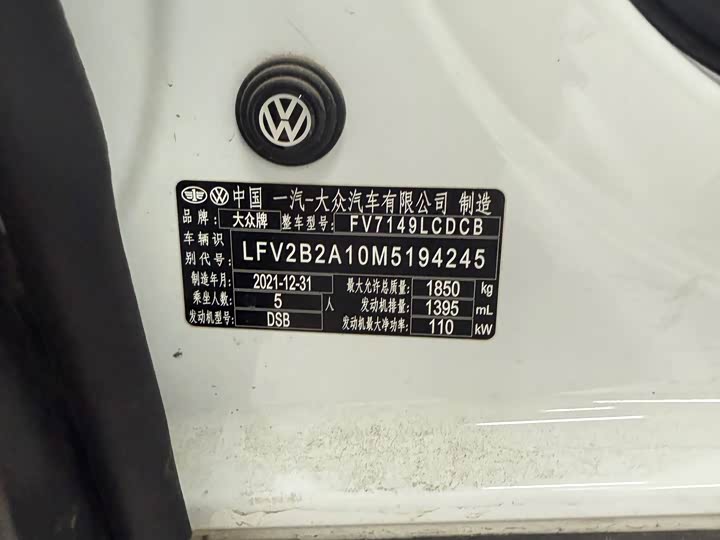 中国 一汽-大众汽车有限公司 制造
品牌: 大众牌 整车型号: FV7149LCDCB
车辆识别代号: LFV2B2A10M5194245
制造年月: 2021-12-31 最大允许总质量: 1850 kg
乘坐人数: 5 人 发动机排量: 1395 mL
发动机型号: DSB 发动机最大净功率: 110 kW